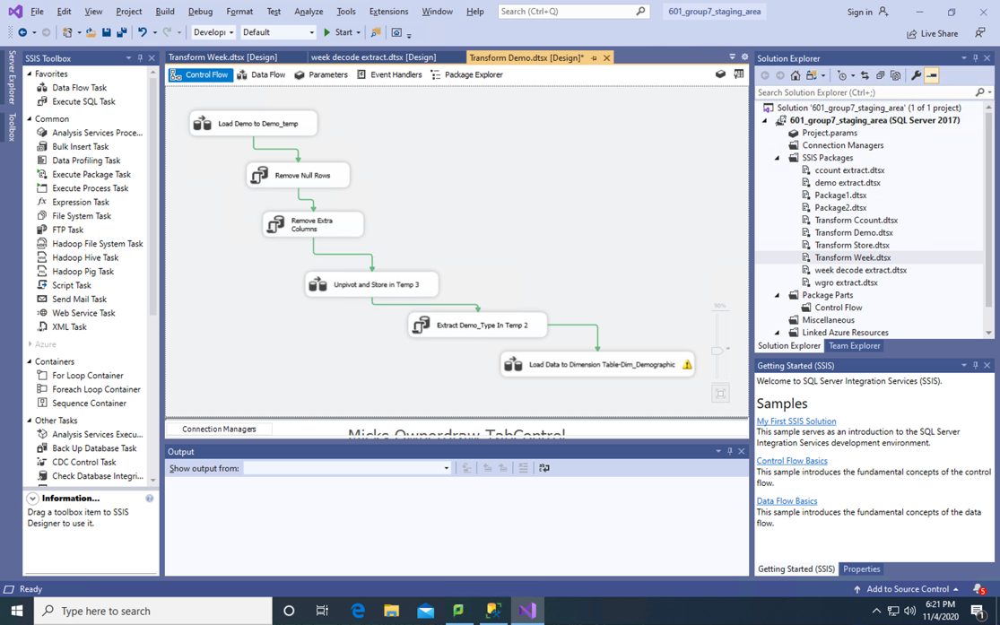 File Edit View Project Build Debug Format Test Analyze Tools Extensions Window Help Search (Ctrl+Q) 601_group7_staging_area Sign in
Develop Default Start Live Share
Server Explorer
Toolbox
SSIS Toolbox
Favorites
Data Flow Task
Execute SQL Task
Common
Analysis Services Proce...
Bulk Insert Task
Data Profiling Task
Execute Package Task
Execute Process Task
Expression Task
File System Task
FTP Task
Hadoop File System Task
Hadoop Hive Task
Hadoop Pig Task
Script Task
Send Mail Task
Web Service Task
XML Task
Azure
Containers
For Loop Container
Foreach Loop Container
Sequence Container
Other Tasks
Analysis Services Execu...
Back Up Database Task
CDC Control Task
Check Database Integri...
Information...
Drag a toolbox item to SSIS
Designer to use it.
Transform Week.dtsx [Design] week decode extract.dtsx [Design] Transform Demo.dtsx [Design]*
Control Flow Data Flow Parameters Event Handlers Package Explorer
Load Demo to Demo_temp
Remove Null Rows
Remove Extra
Columns
Unpivot and Store in Temp 3
Extract Demo_Type In Temp 2
Load Data to Dimension Table-Dim_Demographic
Connection Managers
Micks Ownerdraw TabControl
Output
Show output from:
Solution Explorer
Search Solution Explorer (Ctrl+;)
Solution '601_group7_staging_area' (1 of 1 project)
601_group7_staging_area (SQL Server 2017)
Project.params
Connection Managers
SSIS Packages
ccount extract.dtsx
demo extract.dtsx
Package1.dtsx
Package2.dtsx
Transform Ccount.dtsx
Transform Demo.dtsx
Transform Store.dtsx
Transform Week.dtsx
week decode extract.dtsx
wgro extract.dtsx
Package Parts
Control Flow
Miscellaneous
Linked Azure Resources
Solution Explorer Team Explorer
Getting Started (SSIS)
Welcome to SQL Server Integration Services (SSIS).
Samples
My First SSIS Solution
This sample serves as an introduction to the SQL Server
Integration Services development environment.
Control Flow Basics
This sample introduces the fundamental concepts of the control
flow.
Data Flow Basics
This sample introduces the fundamental concepts of the data
flow.
Getting Started (SSIS) Properties
Ready Add to Source Control 5
Type here to search 6:21 PM
11/4/2020 1